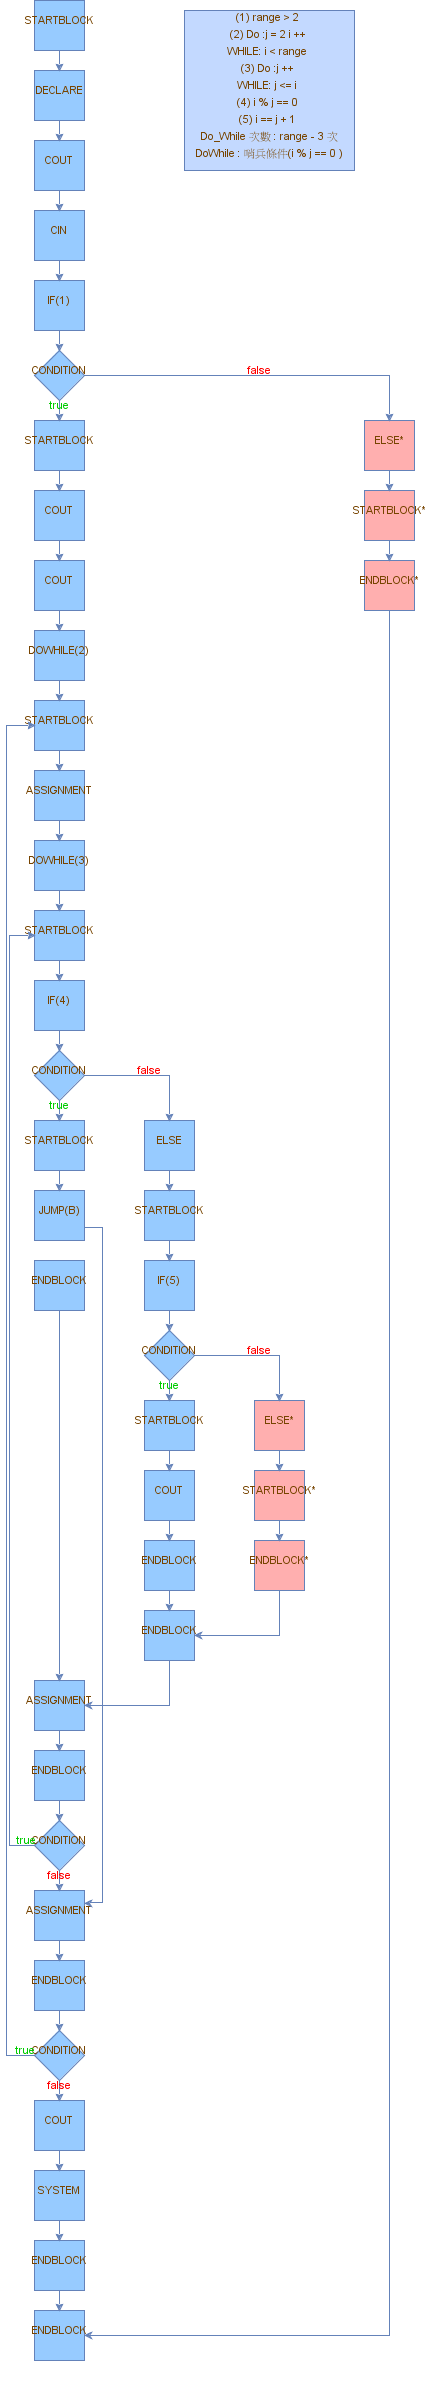 STARTBLOCK
(1) range > 2
(2) Do :j = 2 i ++
WHILE: i < range
(3) Do :j ++
WHILE: j <= i
(4) i % j == 0
(5) i == j + 1
Do_While 次數 : range - 3 次
DoWhile : 哨兵條件(i % j == 0 )
DECLARE
COUT
CIN
IF(1)
CONDITION
false
true
STARTBLOCK
ELSE*
COUT
STARTBLOCK*
COUT
ENDBLOCK*
DOWHILE(2)
STARTBLOCK
ASSIGNMENT
DOWHILE(3)
STARTBLOCK
IF(4)
CONDITION
false
true
STARTBLOCK
ELSE
JUMP(B)
STARTBLOCK
ENDBLOCK
IF(5)
CONDITION
false
true
STARTBLOCK
ELSE*
COUT
STARTBLOCK*
ENDBLOCK
ENDBLOCK*
ENDBLOCK
ASSIGNMENT
ENDBLOCK
true
CONDITION
false
ASSIGNMENT
ENDBLOCK
true
CONDITION
false
COUT
SYSTEM
ENDBLOCK
ENDBLOCK